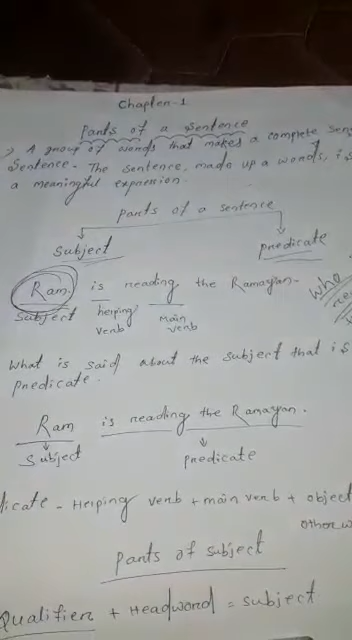 Chapter-1
Parts of a sentence
A group of words that makes a complete
Sentence. The sentence, made up a words, is
a meaningful expression.
parts of a sentence
Subject predicate
Ram is reading the Ramayan. Who
Subject helping verb main verb
What is said about the subject that is
predicate.
Ram is reading the Ramayan.
Subject predicate
Helping verb + main verb + object
parts of subject
Qualifier + Headword = subject